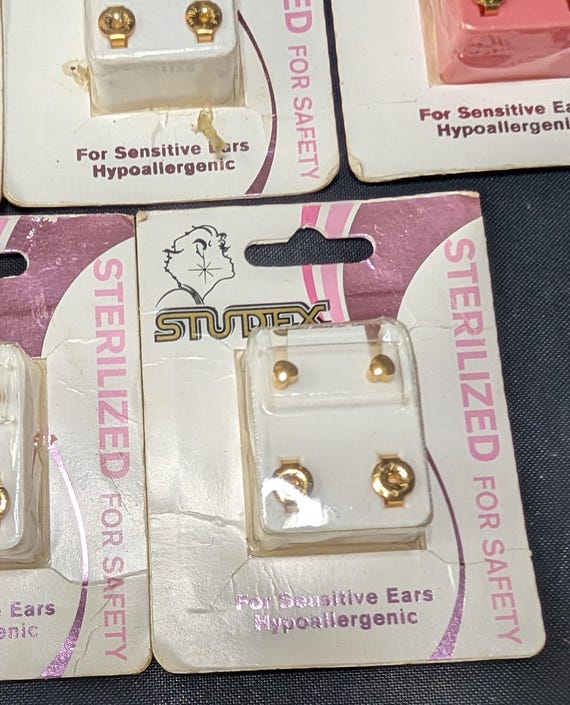 ED FOR SAFETY
For Sensitive Ears
Hypoallergenic
For Sensitive Ea
Hypoallergeni
STERILIZED FOR SAFETY
Ears
enic
STUDEX
STERILIZED FOR SAFETY
For Sensitive Ears
Hypoallergenic